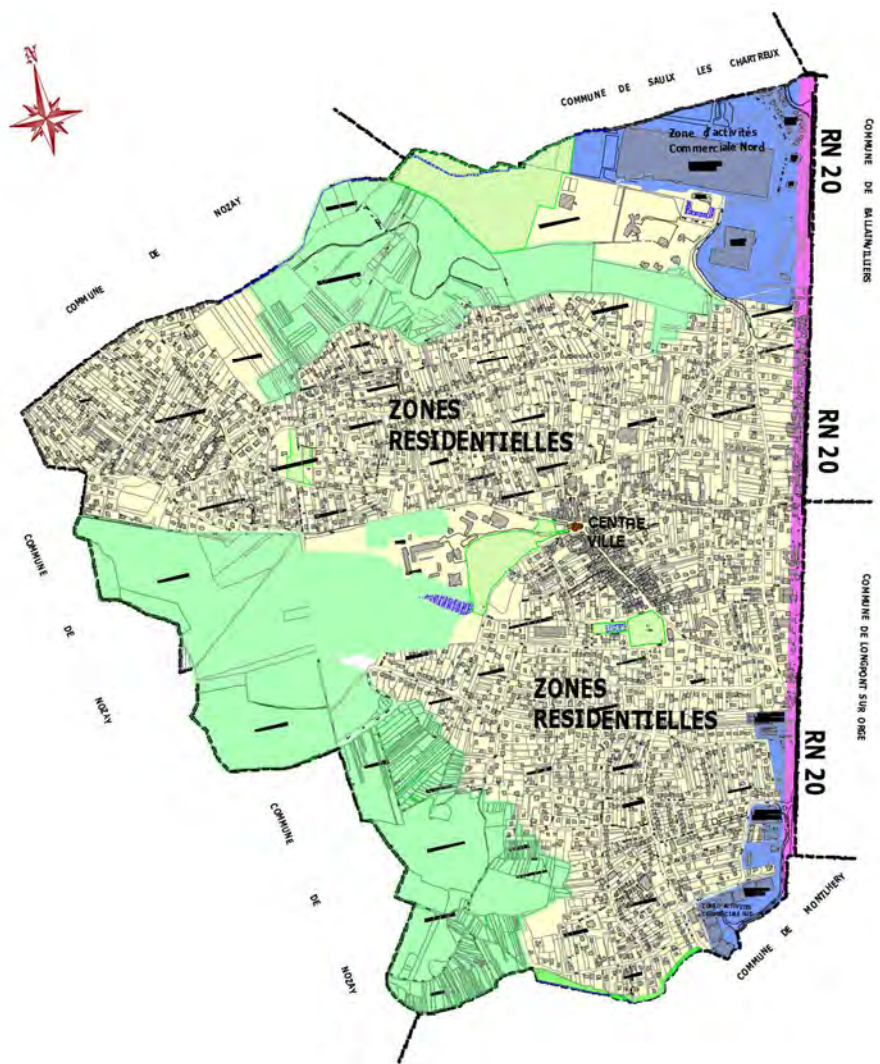 N
COMMUNE DE SAULX LES CHARTREUX
COMMUNE DE BALLAINVILLIERS
RN 20
Zone d'activités
Commerciale Nord
COMMUNE DE NOZAY
ZONES
RESIDENTIELLES
RN 20
CENTRE
VILLE
COMMUNE DE NOZAY
COMMUNE DE LONGPONT SUR ORGE
ZONES
RESIDENTIELLES
RN 20
COMMUNE DE NOZAY
COMMUNE DE MONTLHERY